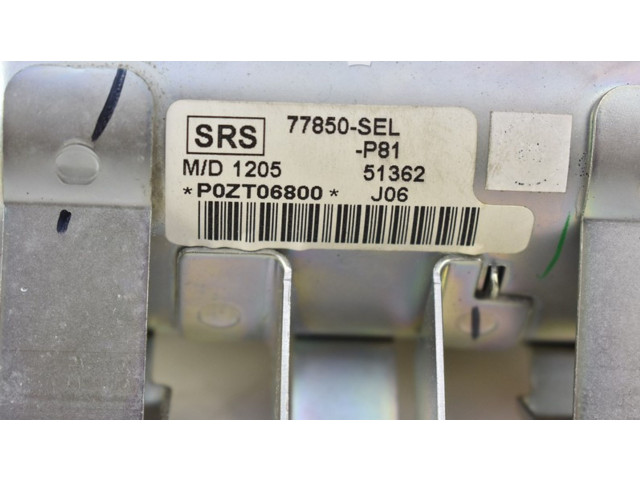 SRS 77850-SEL
-P81
M/D 1205 51362
*P0ZT06800* J06